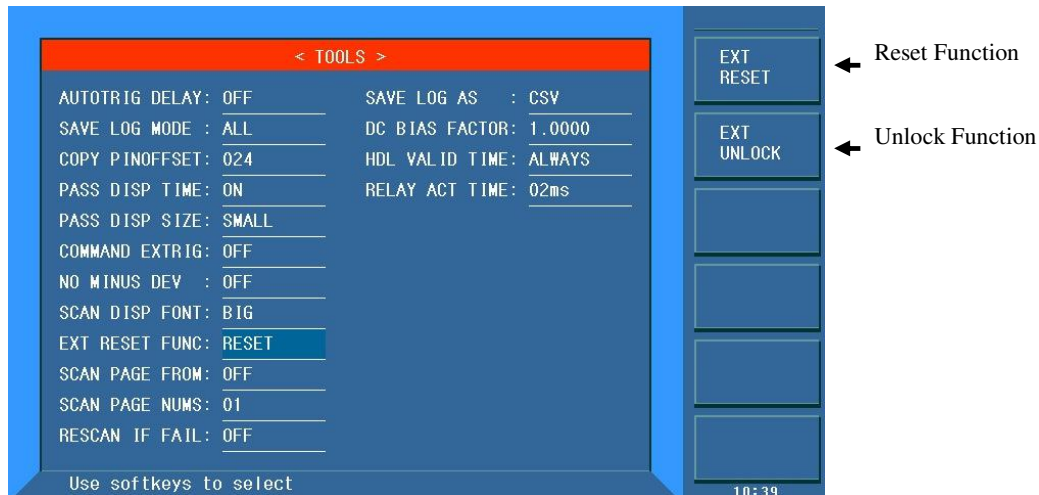 < TOOLS >
AUTOTRIG DELAY: OFF
SAVE LOG MODE : ALL
COPY PINOFFSET: 024
PASS DISP TIME: ON
PASS DISP SIZE: SMALL
COMMAND EXTRIG: OFF
NO MINUS DEV : OFF
SCAN DISP FONT: BIG
EXT RESET FUNC: RESET
SCAN PAGE FROM: OFF
SCAN PAGE NUMS: 01
RESCAN IF FAIL: OFF
SAVE LOG AS : CSV
DC BIAS FACTOR: 1.0000
HDL VALID TIME: ALWAYS
RELAY ACT TIME: 02ms
Use softkeys to select
EXT
RESET
EXT
UNLOCK
10:39
Reset Function
Unlock Function